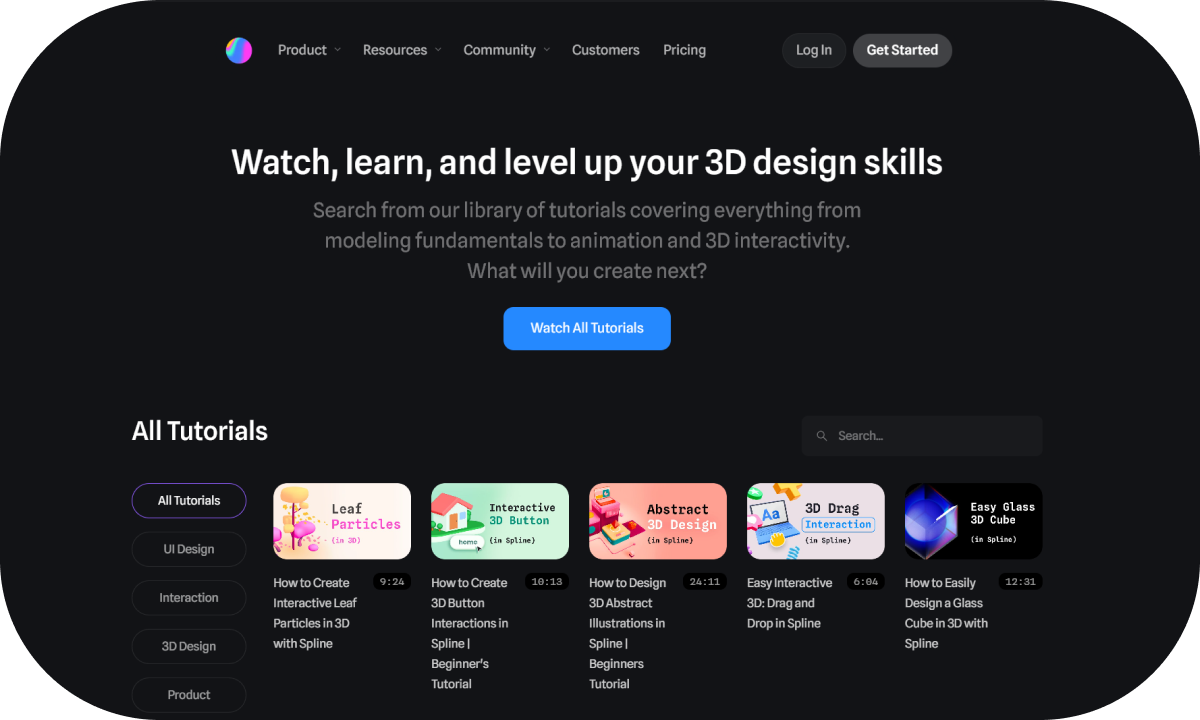 Product Resources Community Customers Pricing Log In Get Started
Watch, learn, and level up your 3D design skills
Search from our library of tutorials covering everything from
modeling fundamentals to animation and 3D interactivity.
What will you create next?
Watch All Tutorials
All Tutorials
Search...
All Tutorials
UI Design
Interaction
3D Design
Product
Leaf
Particles
(in 3D)
How to Create
Interactive Leaf
Particles in 3D
with Spline
9:24
Interactive
3D Button
(in Spline)
home
How to Create
3D Button
Interactions in
Spline |
Beginner's
Tutorial
10:13
Abstract
3D Design
(in Spline)
How to Design
3D Abstract
Illustrations in
Spline |
Beginners
Tutorial
24:11
Aa
3D Drag
Interaction
(in Spline)
Easy Interactive
3D: Drag and
Drop in Spline
6:04
Easy Glass
3D Cube
(in Spline)
How to Easily
Design a Glass
Cube in 3D with
Spline
12:31